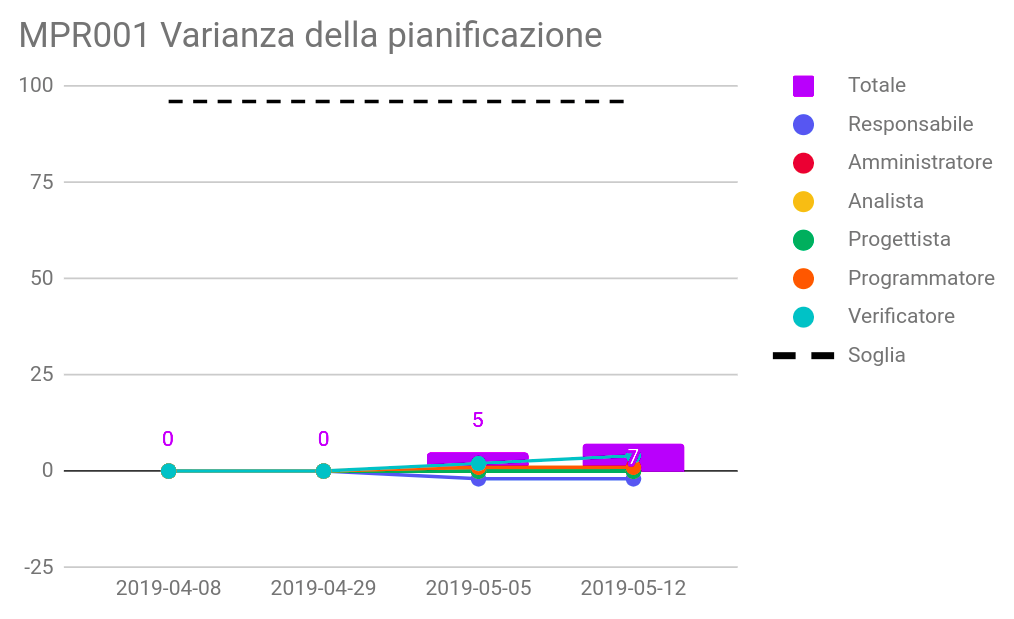 MPR001 Varianza della pianificazione
100
75
50
25
0
-25
0
0
5
7
2019-04-08
2019-04-29
2019-05-05
2019-05-12
Totale
Responsabile
Amministratore
Analista
Progettista
Programmatore
Verificatore
Soglia